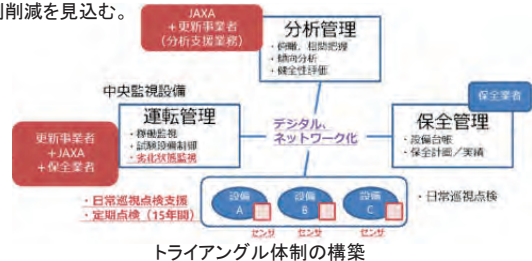 削減を見込む。
JAXA
+更新事業者
(分析支援業務)
分析管理
・俯瞰、相関把握
・傾向分析
・健全性評価
中央監視設備
運転管理
・稼働監視
・試験設備制御
・劣化状態監視
更新事業者
+JAXA
+保全業者
デジタル、
ネットワーク化
保全業者
保全管理
・設備台帳
・保全計画/実績
・日常巡視点検支援
・定期点検(15年間)
設備
A
設備
B
設備
C
センサ
センサ
センサ
・日常巡視点検
トライアングル体制の構築